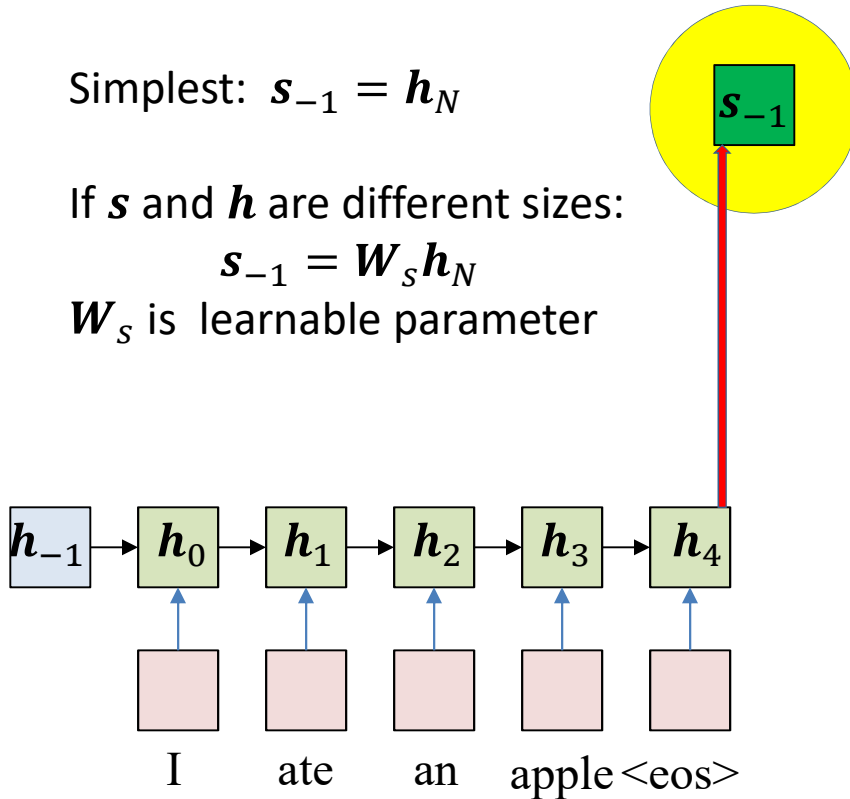 Simplest: s₋₁ = h_N
s₋₁
If s and h are different sizes:
s₋₁ = W_s h_N
W_s is learnable parameter
h₋₁ h₀ h₁ h₂ h₃ h₄
I ate an apple <eos>